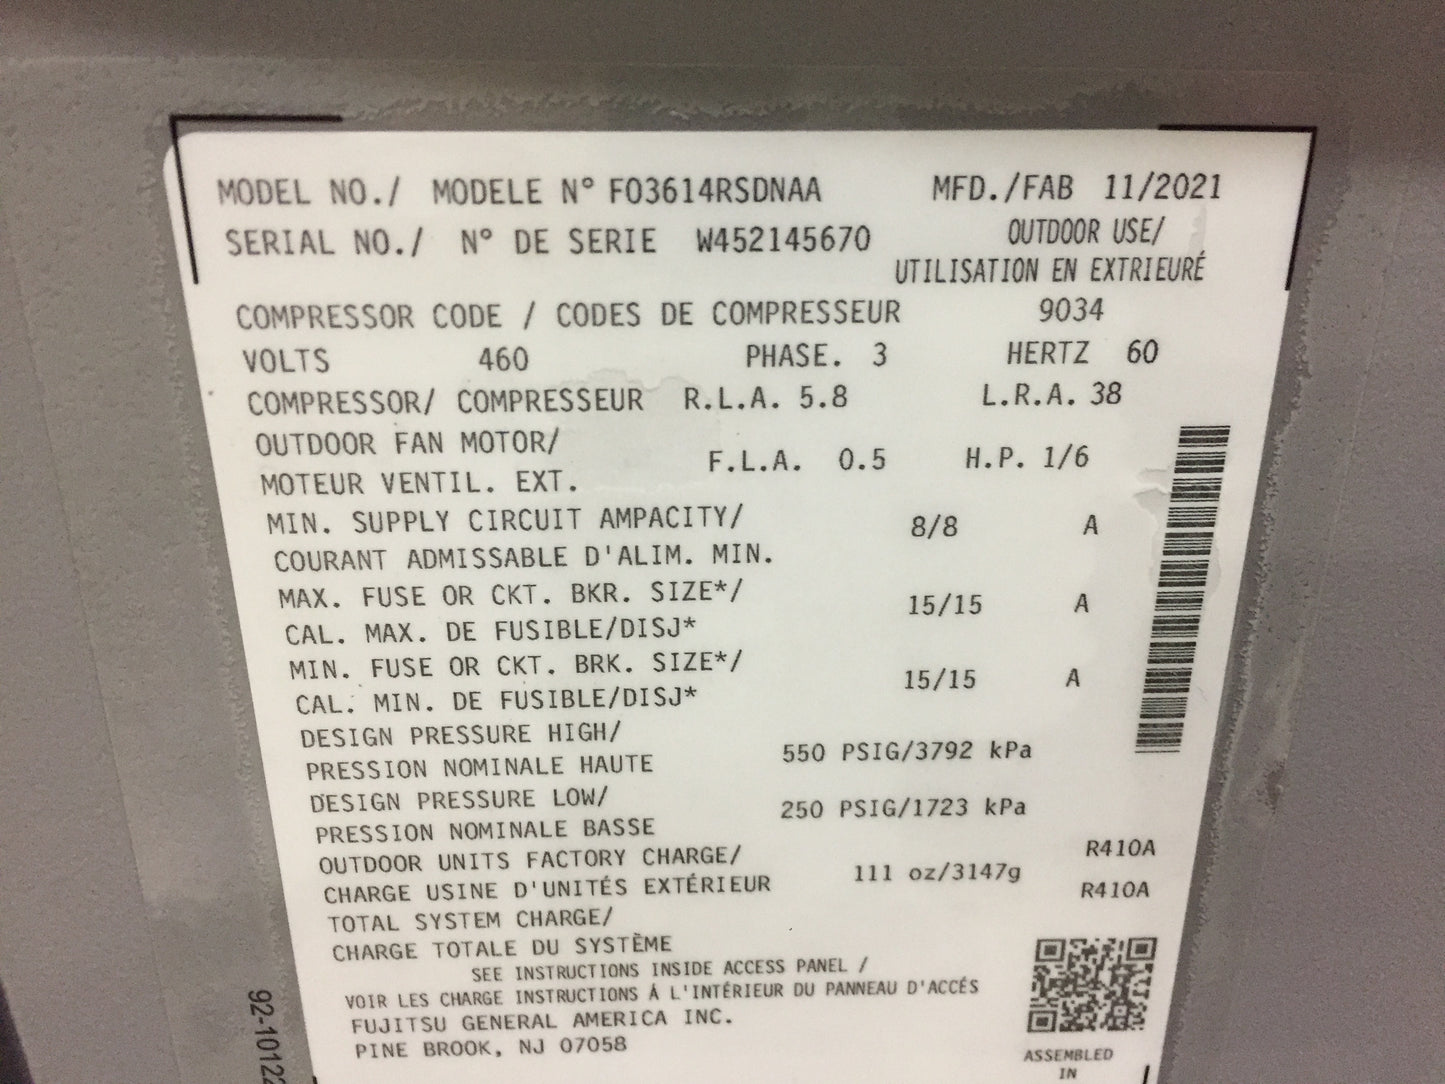 MODEL NO./ MODELE N° FO3614RSDNAA MFD./FAB 11/2021
SERIAL NO./ N° DE SERIE W452145670 OUTDOOR USE/
UTILISATION EN EXTRIEURÉ
COMPRESSOR CODE / CODES DE COMPRESSEUR 9034
VOLTS 460 PHASE. 3 HERTZ 60
COMPRESSOR/ COMPRESSEUR R.L.A. 5.8 L.R.A. 38
OUTDOOR FAN MOTOR/
MOTEUR VENTIL. EXT. F.L.A. 0.5 H.P. 1/6
MIN. SUPPLY CIRCUIT AMPACITY/ 8/8 A
COURANT ADMISSABLE D'ALIM. MIN.
MAX. FUSE OR CKT. BKR. SIZE*/ 15/15 A
CAL. MAX. DE FUSIBLE/DISJ*
MIN. FUSE OR CKT. BRK. SIZE*/ 15/15 A
CAL. MIN. DE FUSIBLE/DISJ*
DESIGN PRESSURE HIGH/
PRESSION NOMINALE HAUTE 550 PSIG/3792 kPa
DESIGN PRESSURE LOW/
PRESSION NOMINALE BASSE 250 PSIG/1723 kPa
OUTDOOR UNITS FACTORY CHARGE/ R410A
CHARGE USINE D'UNITÉS EXTÉRIEUR 111 oz/3147g R410A
TOTAL SYSTEM CHARGE/
CHARGE TOTALE DU SYSTÈME
SEE INSTRUCTIONS INSIDE ACCESS PANEL /
VOIR LES CHARGE INSTRUCTIONS Á L'INTÉRIEUR DU PANNEAU D'ACCÉS
FUJITSU GENERAL AMERICA INC.
PINE BROOK, NJ 07058
ASSEMBLED
IN